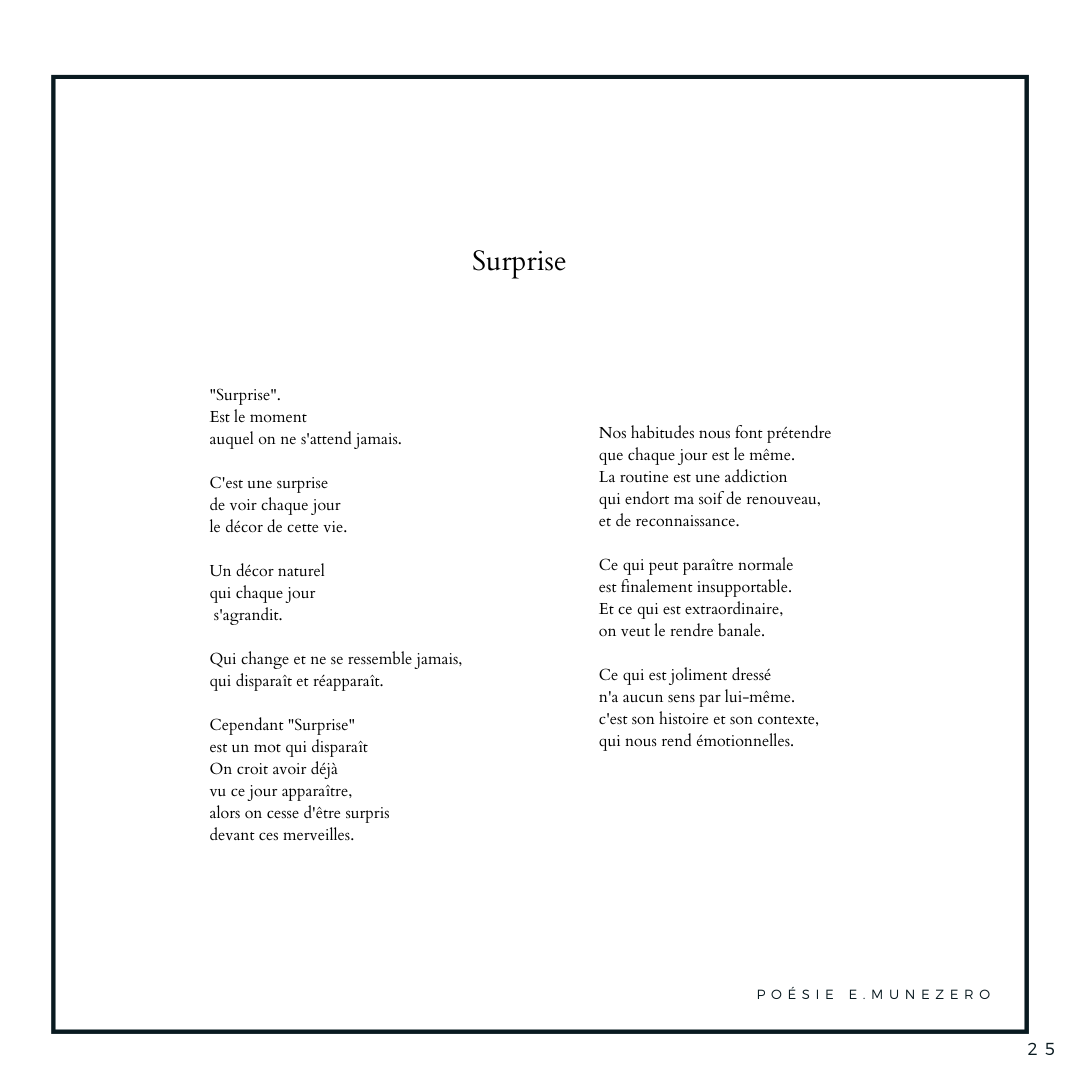 Surprise
"Surprise".
Est le moment
auquel on ne s'attend jamais.
C'est une surprise
de voir chaque jour
le décor de cette vie.
Un décor naturel
qui chaque jour
s'agrandit.
Qui change et ne se ressemble jamais,
qui disparaît et réapparaît.
Cependant "Surprise"
est un mot qui disparaît
On croit avoir déjà
vu ce jour apparaître,
alors on cesse d'être surpris
devant ces merveilles.
Nos habitudes nous font prétendre
que chaque jour est le même.
La routine est une addiction
qui endort ma soif de renouveau,
et de reconnaissance.
Ce qui peut paraître normale
est finalement insupportable.
Et ce qui est extraordinaire,
on veut le rendre banale.
Ce qui est joliment dressé
n'a aucun sens par lui-même.
c'est son histoire et son contexte,
qui nous rend émotionnelles.
POÉSIE E.MUNEZERO
25